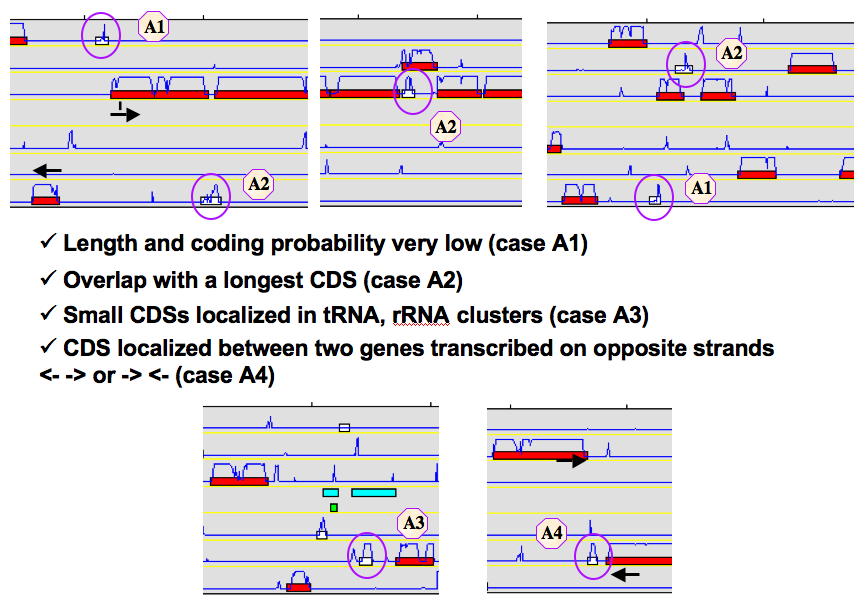 A1
A2
A2
A2
A1
✓ Length and coding probability very low (case A1)
✓ Overlap with a longest CDS (case A2)
✓ Small CDSs localized in tRNA, rRNA clusters (case A3)
✓ CDS localized between two genes transcribed on opposite strands
<- -> or -> <- (case A4)
A3
A4